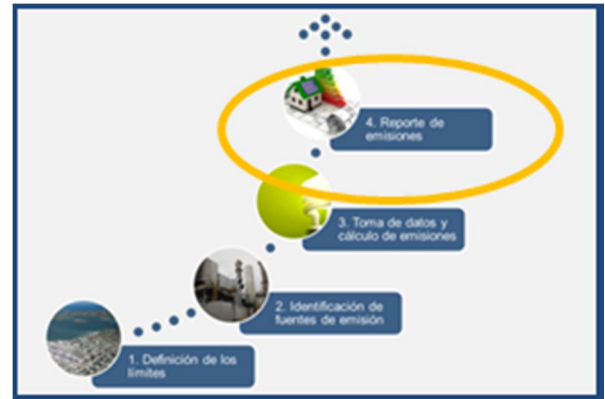 4. Reporte de
emisiones
3. Toma de datos y
cálculo de emisiones
2. Identificación de
fuentes de emisión
1. Definición de los
límites